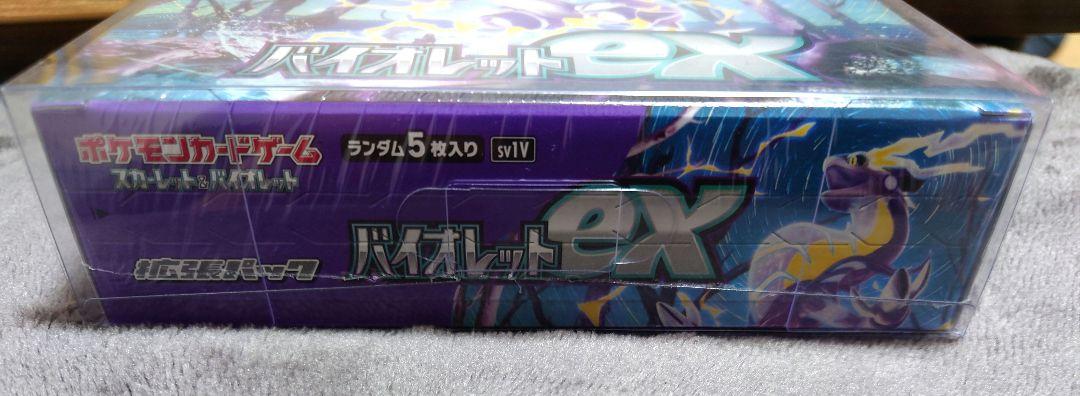 バイオレットex
ポケモンカードゲーム
スカーレット&バイオレット
ランダム5枚入り
SV1V
拡張パック
バイオレットex